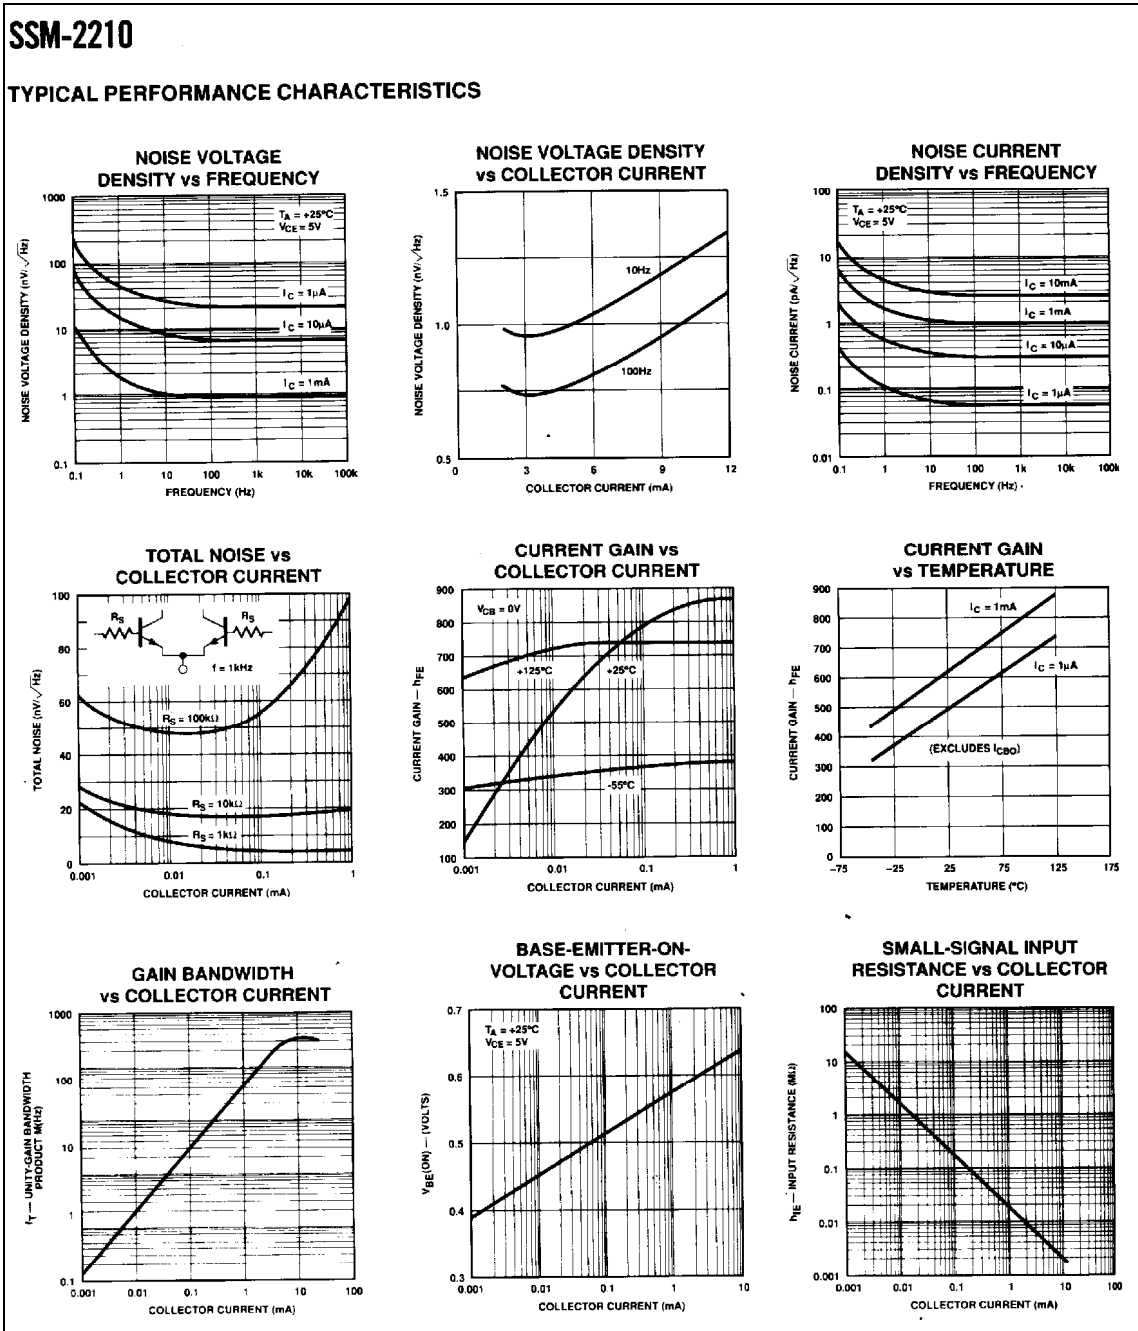 SSM-2210
TYPICAL PERFORMANCE CHARACTERISTICS
NOISE VOLTAGE
DENSITY vs FREQUENCY
NOISE VOLTAGE DENSITY (nV/√Hz)
1000
100
10
1
0.1
TA = +25°C
VCE = 5V
IC = 1µA
IC = 10µA
IC = 1mA
0.1 1 10 100 1k 10k 100k
FREQUENCY (Hz)
NOISE VOLTAGE DENSITY
vs COLLECTOR CURRENT
NOISE VOLTAGE DENSITY (nV/√Hz)
1.5
1.0
0.5
10Hz
100Hz
0 3 6 9 12
COLLECTOR CURRENT (mA)
NOISE CURRENT
DENSITY vs FREQUENCY
NOISE CURRENT (pA/√Hz)
100
10
1
0.1
0.01
TA = +25°C
VCE = 5V
IC = 10mA
IC = 1mA
IC = 10µA
IC = 1µA
0.1 1 10 100 1k 10k 100k
FREQUENCY (Hz)
TOTAL NOISE vs
COLLECTOR CURRENT
TOTAL NOISE (nV/√Hz)
100
80
60
40
20
0
RS RS
f = 1kHz
RS = 100kΩ
RS = 10kΩ
RS = 1kΩ
0.001 0.01 0.1 1
COLLECTOR CURRENT (mA)
CURRENT GAIN vs
COLLECTOR CURRENT
CURRENT GAIN — hFE
900
800
700
600
500
400
300
200
100
VCB = 0V
+125°C
+25°C
-55°C
0.001 0.01 0.1 1
COLLECTOR CURRENT (mA)
CURRENT GAIN
vs TEMPERATURE
CURRENT GAIN — hFE
900
800
700
600
500
400
300
200
100
0
IC = 1mA
IC = 1µA
(EXCLUDES ICBO)
-75 -25 25 75 125 175
TEMPERATURE (°C)
GAIN BANDWIDTH
vs COLLECTOR CURRENT
fT — UNITY-GAIN BANDWIDTH
PRODUCT M(Hz)
1000
100
10
1
0.1
0.001 0.01 0.1 1 10 100
COLLECTOR CURRENT (mA)
BASE-EMITTER-ON-
VOLTAGE vs COLLECTOR
CURRENT
VBE(ON) — (VOLTS)
0.7
0.6
0.5
0.4
0.3
TA = +25°C
VCE = 5V
0.001 0.01 0.1 1 10
COLLECTOR CURRENT (mA)
SMALL-SIGNAL INPUT
RESISTANCE vs COLLECTOR
CURRENT
hIE — INPUT RESISTANCE (MΩ)
100
10
1
0.1
0.01
0.001
0.001 0.01 0.1 1 10 100
COLLECTOR CURRENT (mA)